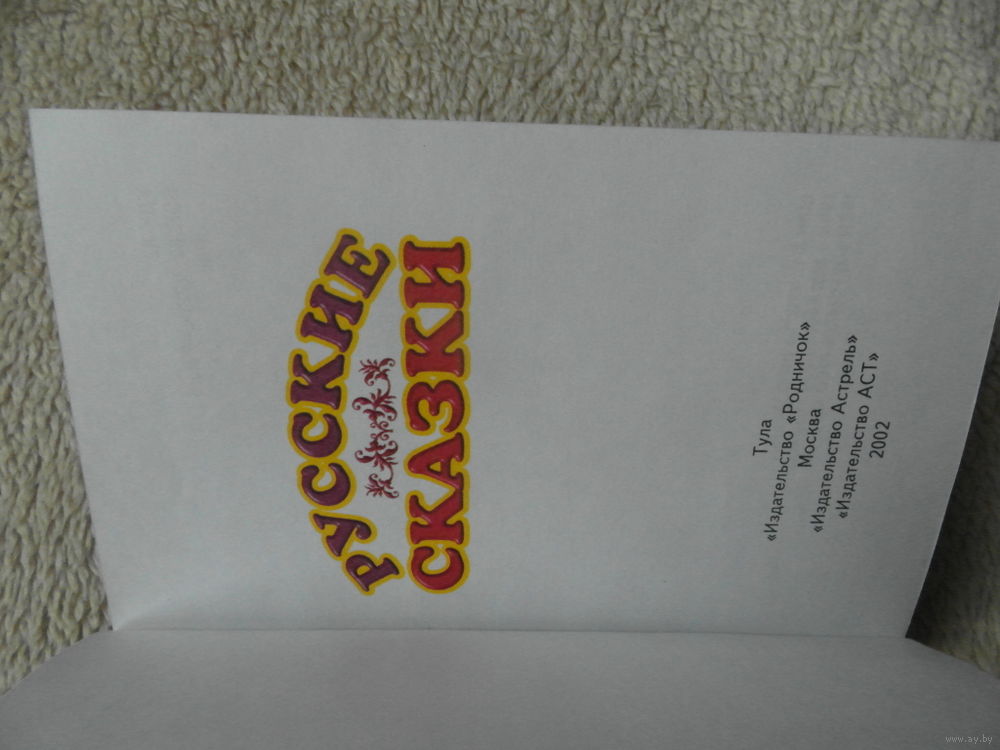 РУССКИЕ
СКАЗКИ
Тула
«Издательство «Родничок»
Москва
«Издательство Астрель»
«Издательство АСТ»
2002
www.ay.by